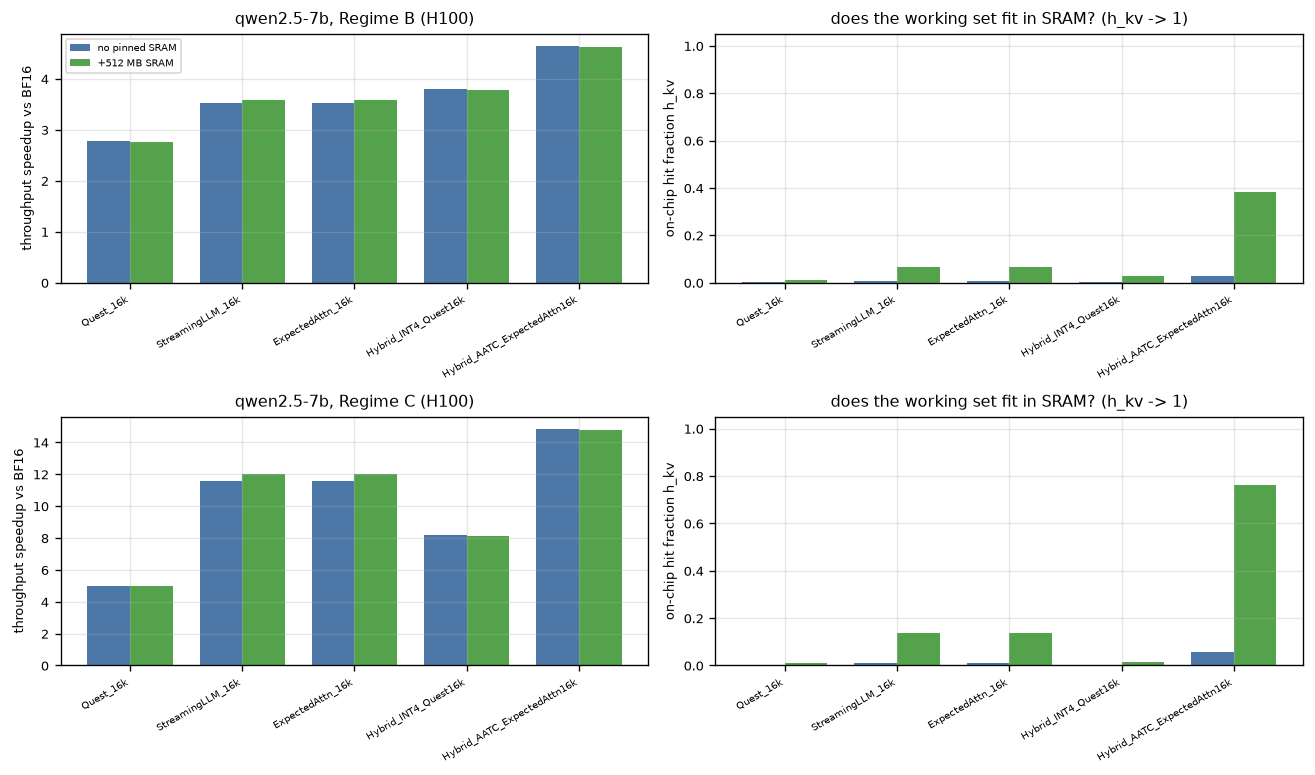 qwen2.5-7b, Regime B (H100)
throughput speedup vs BF16
4
3
2
1
0
no pinned SRAM
+512 MB SRAM
Quest_16k
StreamingLLM_16k
ExpectedAttn_16k
Hybrid_INT4_Quest16k
Hybrid_AATC_ExpectedAttn16k
does the working set fit in SRAM? (h_kv -> 1)
on-chip hit fraction h_kv
1.0
0.8
0.6
0.4
0.2
0.0
Quest_16k
StreamingLLM_16k
ExpectedAttn_16k
Hybrid_INT4_Quest16k
Hybrid_AATC_ExpectedAttn16k
qwen2.5-7b, Regime C (H100)
throughput speedup vs BF16
14
12
10
8
6
4
2
0
Quest_16k
StreamingLLM_16k
ExpectedAttn_16k
Hybrid_INT4_Quest16k
Hybrid_AATC_ExpectedAttn16k
does the working set fit in SRAM? (h_kv -> 1)
on-chip hit fraction h_kv
1.0
0.8
0.6
0.4
0.2
0.0
Quest_16k
StreamingLLM_16k
ExpectedAttn_16k
Hybrid_INT4_Quest16k
Hybrid_AATC_ExpectedAttn16k